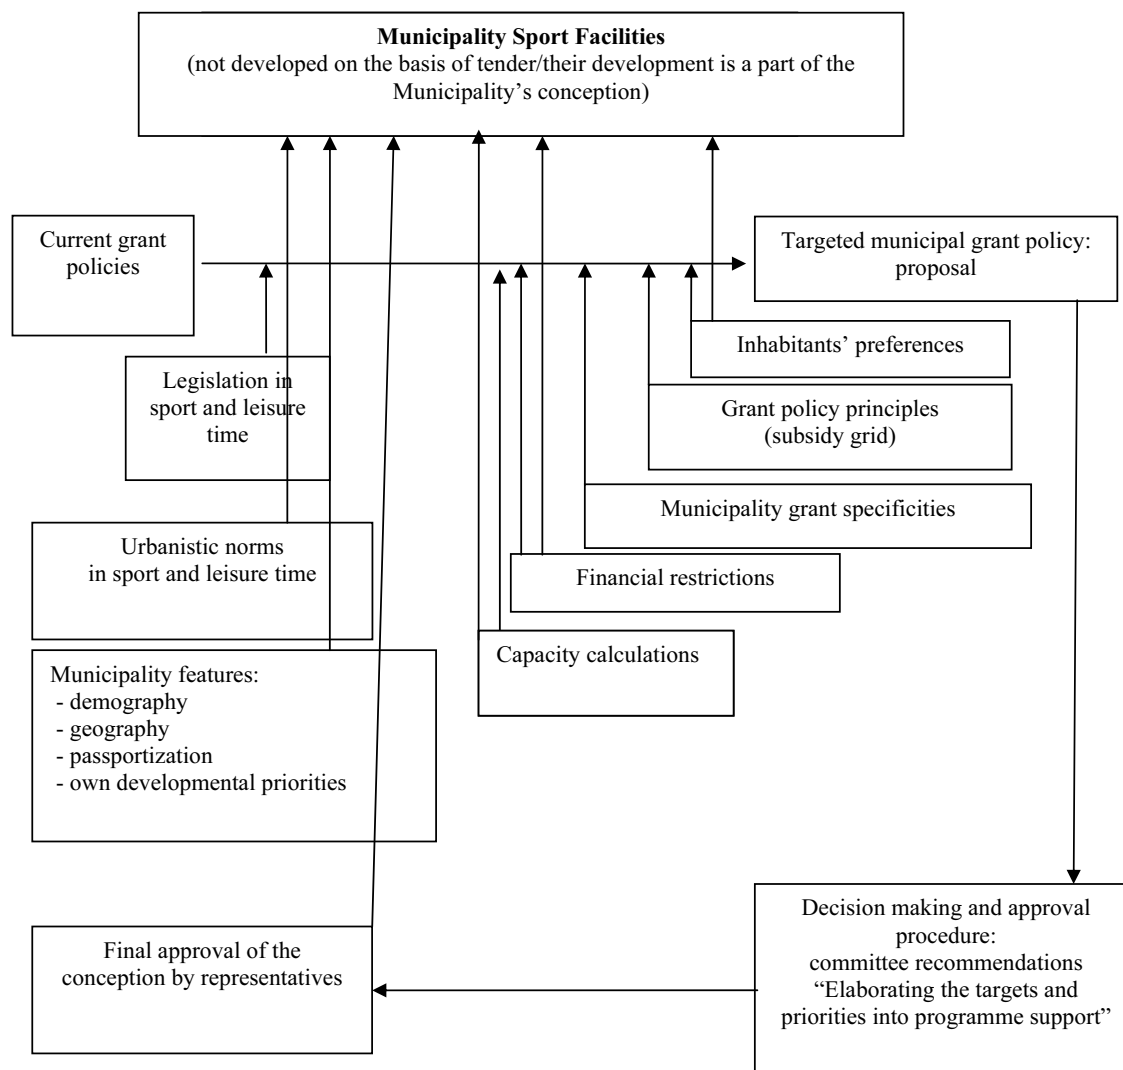 Municipality Sport Facilities
(not developed on the basis of tender/their development is a part of the
Municipality’s conception)
Current grant
policies
Targeted municipal grant policy:
proposal
Inhabitants’ preferences
Legislation in
sport and leisure
time
Grant policy principles
(subsidy grid)
Municipality grant specificities
Urbanistic norms
in sport and leisure time
Financial restrictions
Capacity calculations
Municipality features:
- demography
- geography
- passportization
- own developmental priorities
Decision making and approval
procedure:
committee recommendations
“Elaborating the targets and
priorities into programme support”
Final approval of the
conception by representatives